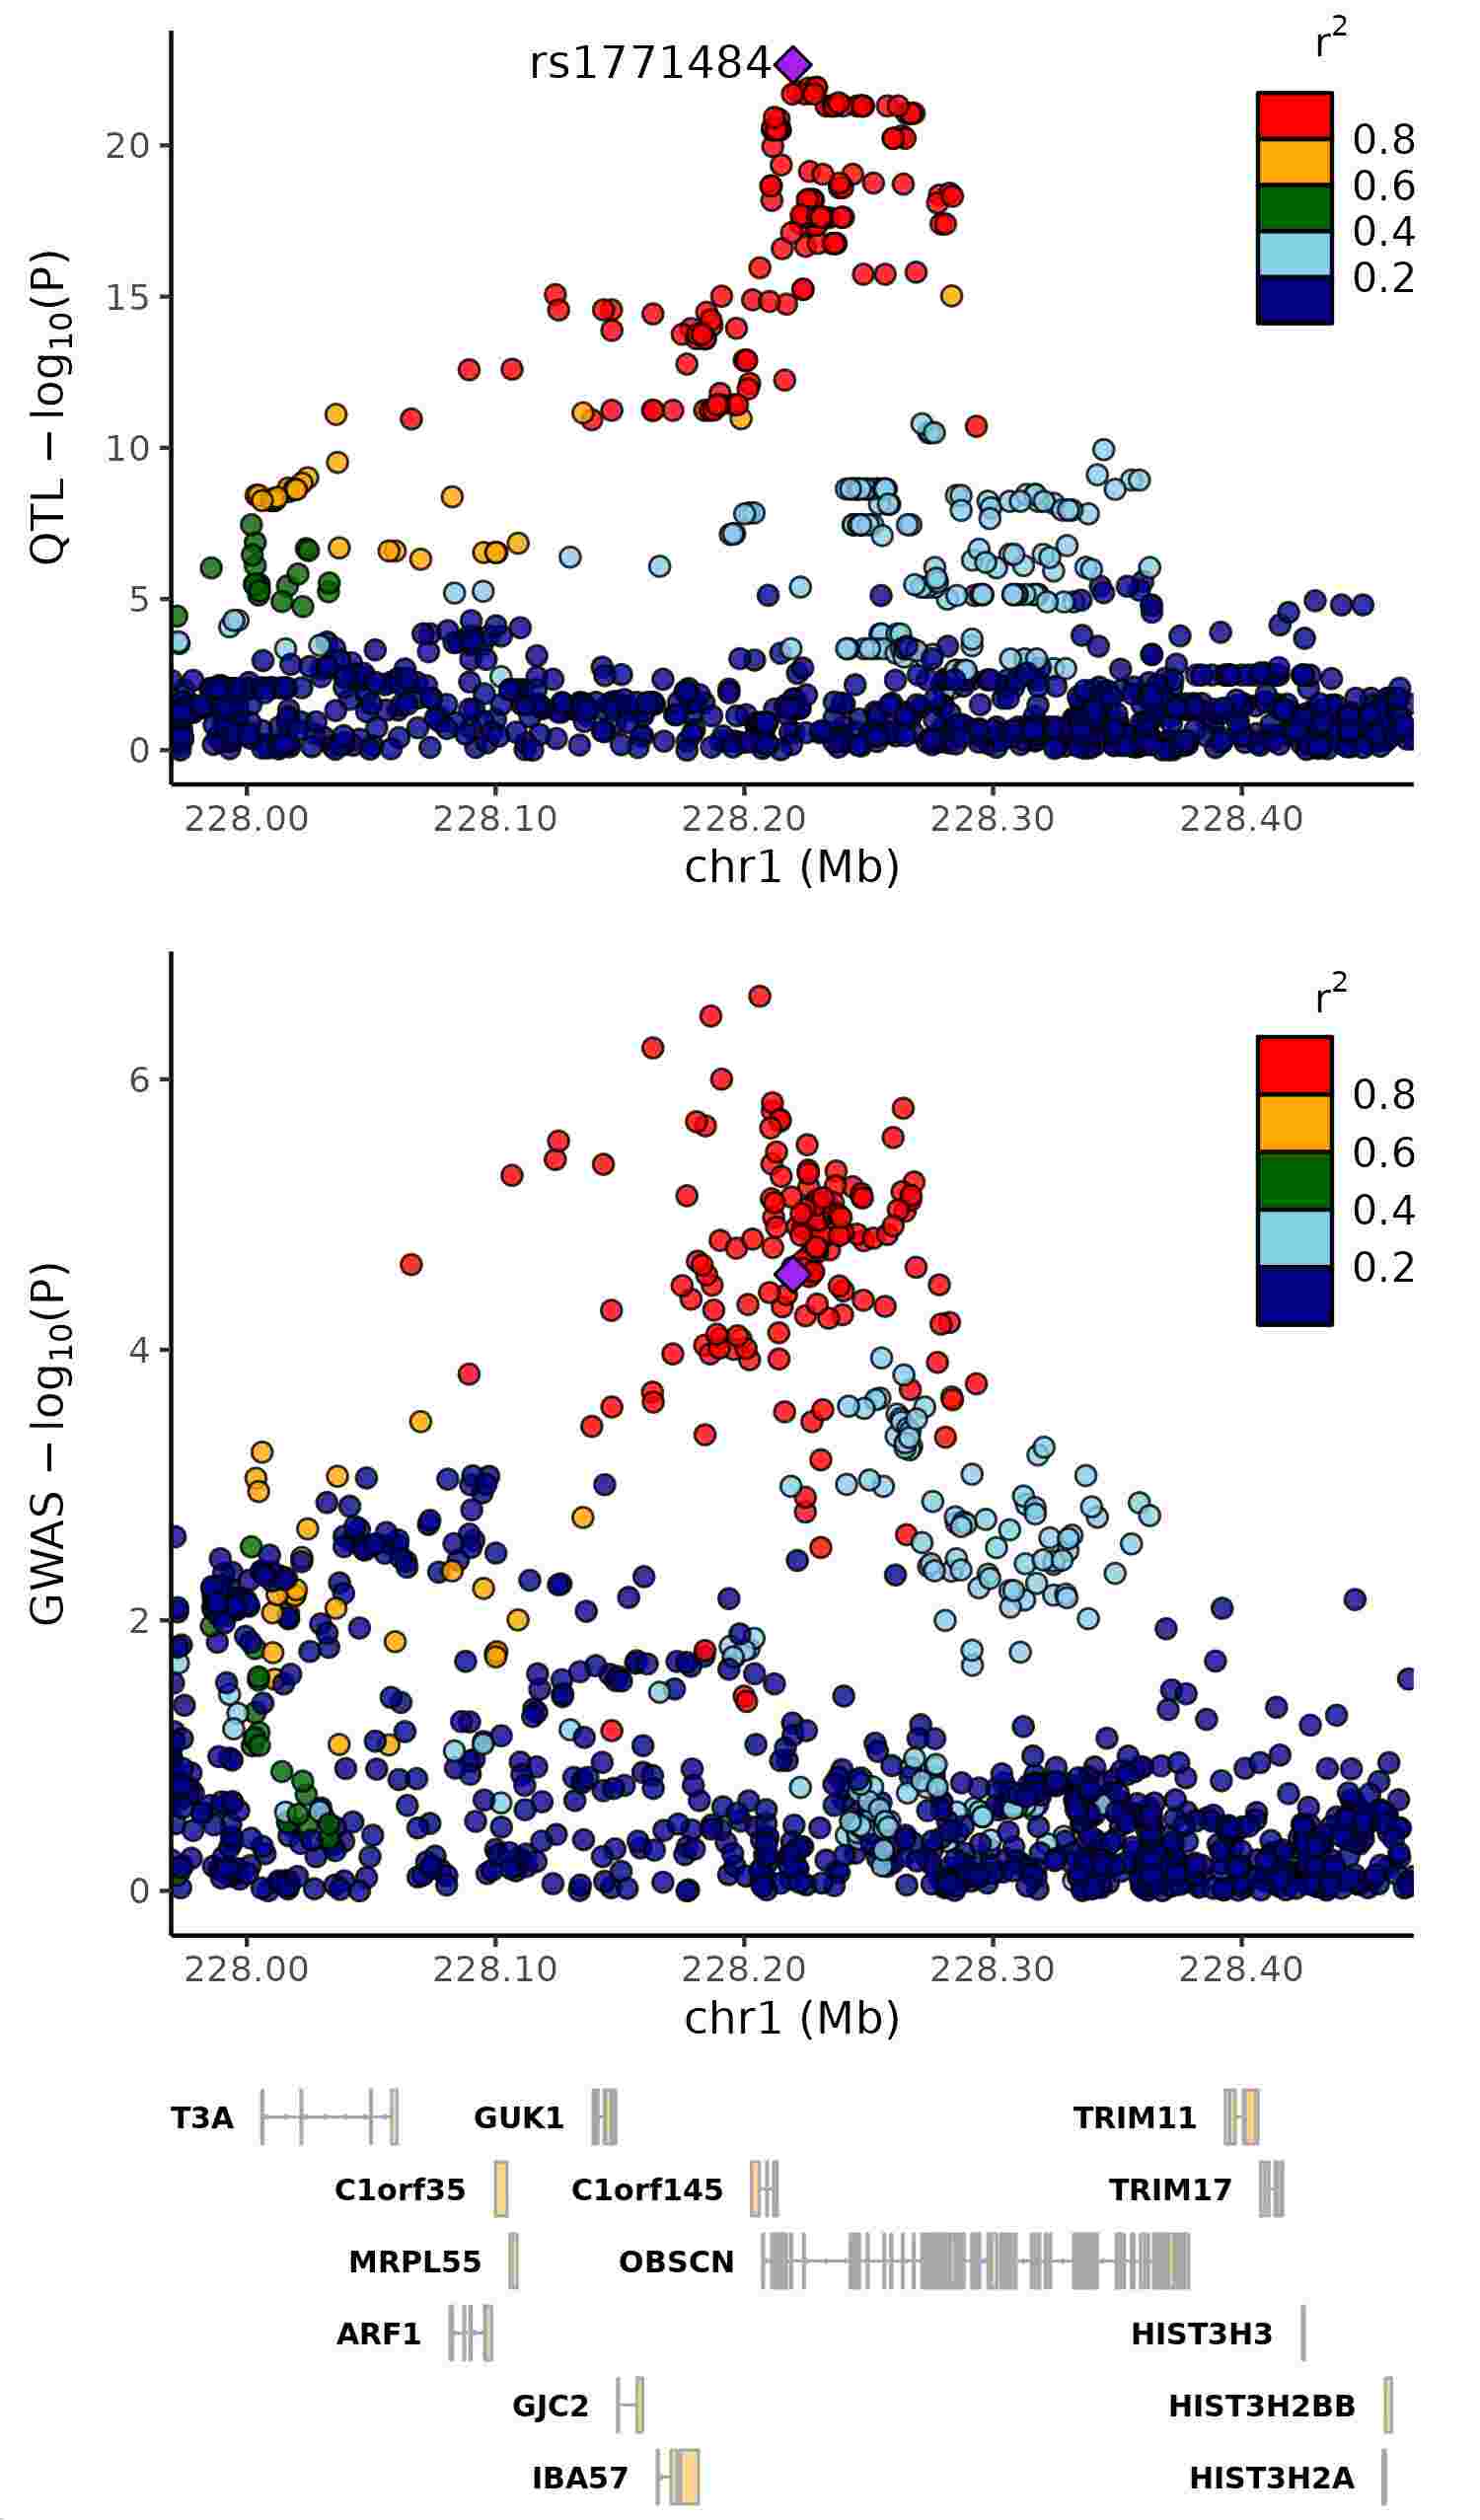 rs1771484
r²
0.8
0.6
0.4
0.2
QTL − log₁₀(P)
20
15
10
5
0
228.00 228.10 228.20 228.30 228.40
chr1 (Mb)
r²
0.8
0.6
0.4
0.2
GWAS − log₁₀(P)
6
4
2
0
228.00 228.10 228.20 228.30 228.40
chr1 (Mb)
T3A GUK1 TRIM11
C1orf35 C1orf145 TRIM17
MRPL55 OBSCN
ARF1 HIST3H3
GJC2 HIST3H2BB
IBA57 HIST3H2A